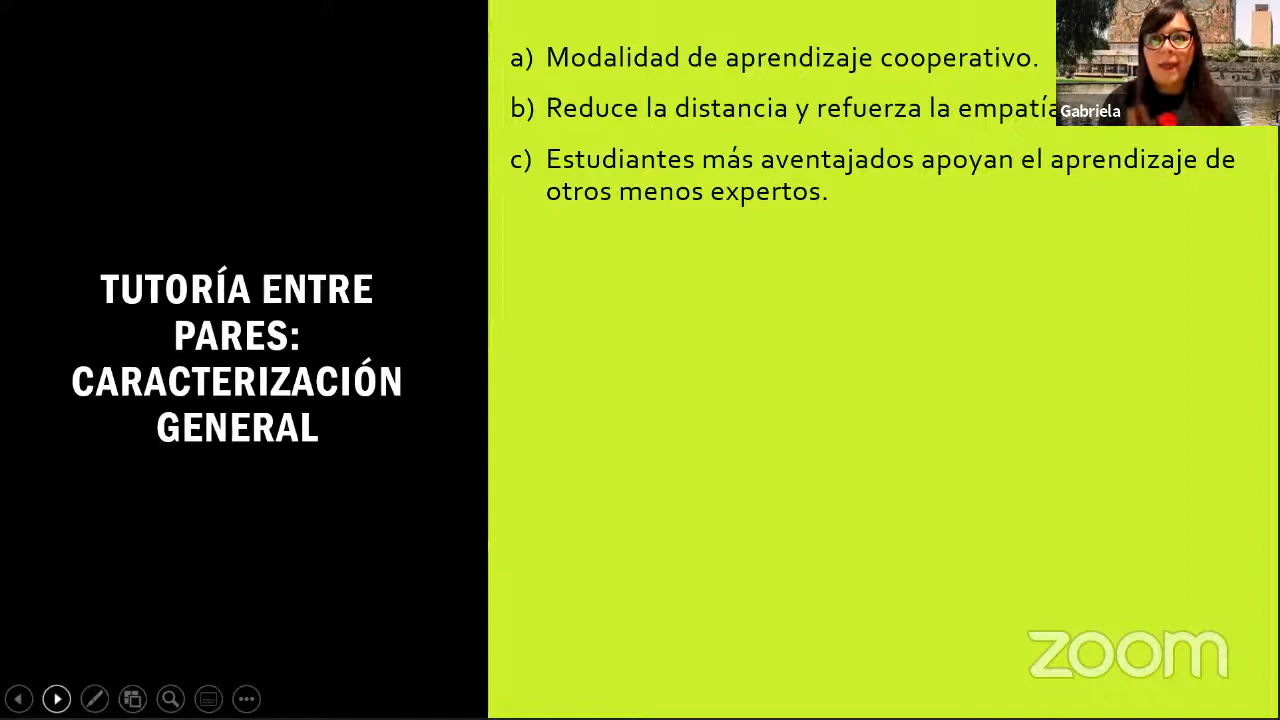 a) Modalidad de aprendizaje cooperativo.
b) Reduce la distancia y refuerza la empatía
c) Estudiantes más aventajados apoyan el aprendizaje de
otros menos expertos.
Gabriela
TUTORÍA ENTRE
PARES:
CARACTERIZACIÓN
GENERAL
zoom